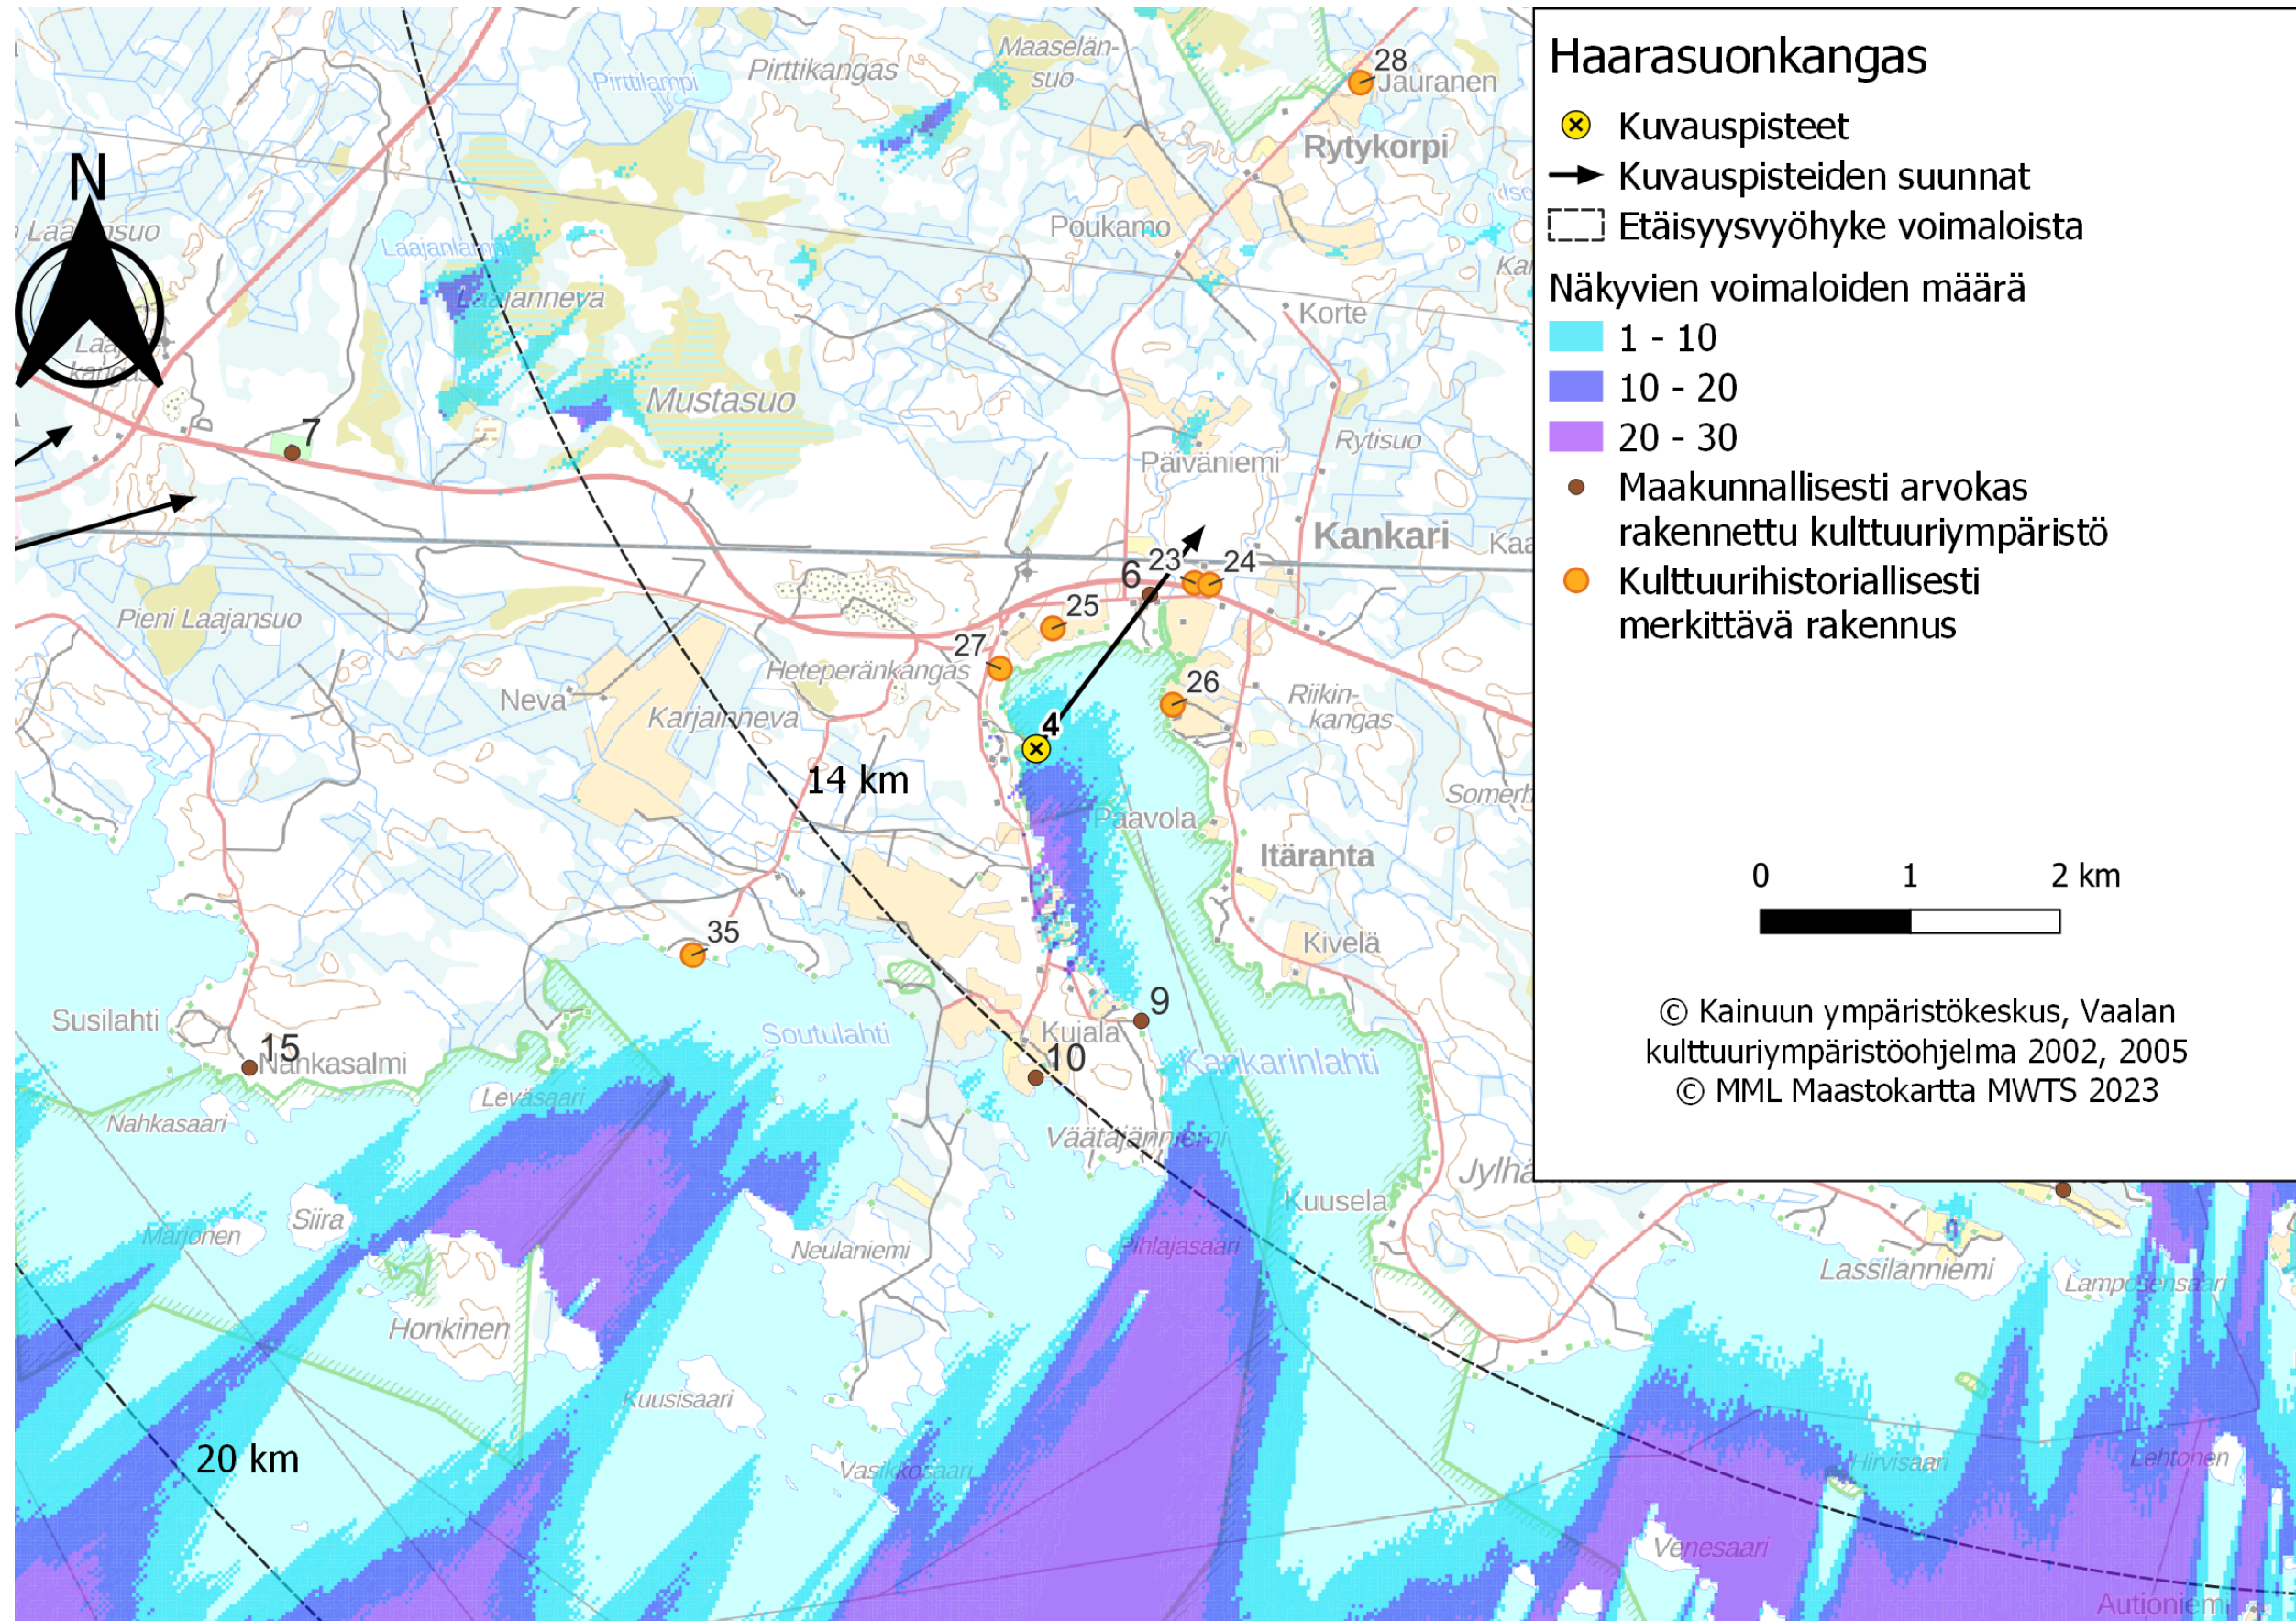 Haarasuonkangas
Kuvauspisteet
Kuvauspisteiden suunnat
Etäisyysvyöhyke voimaloista
Näkyvien voimaloiden määrä
1 - 10
10 - 20
20 - 30
Maakunnallisesti arvokas
rakennettu kulttuuriympäristö
Kulttuurihistoriallisesti
merkittävä rakennus
0 1 2 km
© Kainuun ympäristökeskus, Vaalan
kulttuuriympäristöohjelma 2002, 2005
© MML Maastokartta MWTS 2023
N
Pirttilampi
Pirttikangas
Maaselän-
suo
28
Jauranen
Rytykorpi
Poukamo
Laajanlampi
Laajanneva
Korte
Mustasuo
7
Rytisuo
Päiväniemi
Kankari
6
23
24
Pieni Laajansuo
25
27
Heteperänkangas
26
Neva
Karjainneva
Riikin-
kangas
4
14 km
Paavola
Itäranta
35
Kivelä
Susilahti
9
Soutulahti
Kujala
15
Nahkasalmi
10
Kankarinlahti
Leväsaari
Nahkasaari
Väätäjänniemi
Kuusela
Siira
Marjonen
Neulaniemi
Pihlajasaari
Lassilanniemi
Lamposensaari
Honkinen
Kuusisaari
20 km
Vasikkosaari
Hirvisaari
Lehtonen
Venesaari